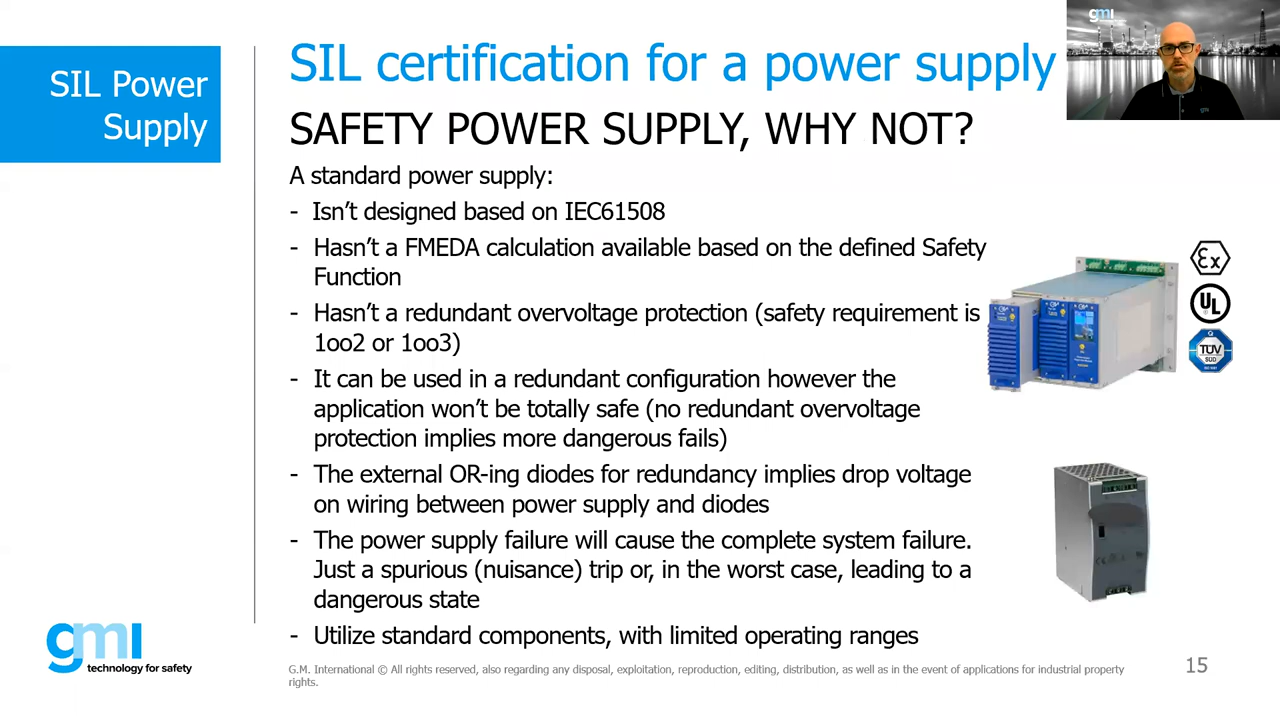 SIL Power
Supply
SIL certification for a power supply
SAFETY POWER SUPPLY, WHY NOT?
A standard power supply:
- Isn't designed based on IEC61508
- Hasn't a FMEDA calculation available based on the defined Safety
Function
- Hasn't a redundant overvoltage protection (safety requirement is
1oo2 or 1oo3)
- It can be used in a redundant configuration however the
application won't be totally safe (no redundant overvoltage
protection implies more dangerous fails)
- The external OR-ing diodes for redundancy implies drop voltage
on wiring between power supply and diodes
- The power supply failure will cause the complete system failure.
Just a spurious (nuisance) trip or, in the worst case, leading to a
dangerous state
- Utilize standard components, with limited operating ranges
gmi
gmi
Ex
UL
TÜV
SÜD
gmi
technology for safety
G.M. International © All rights reserved, also regarding any disposal, exploitation, reproduction, editing, distribution, as well as in the event of applications for industrial property
rights.
15